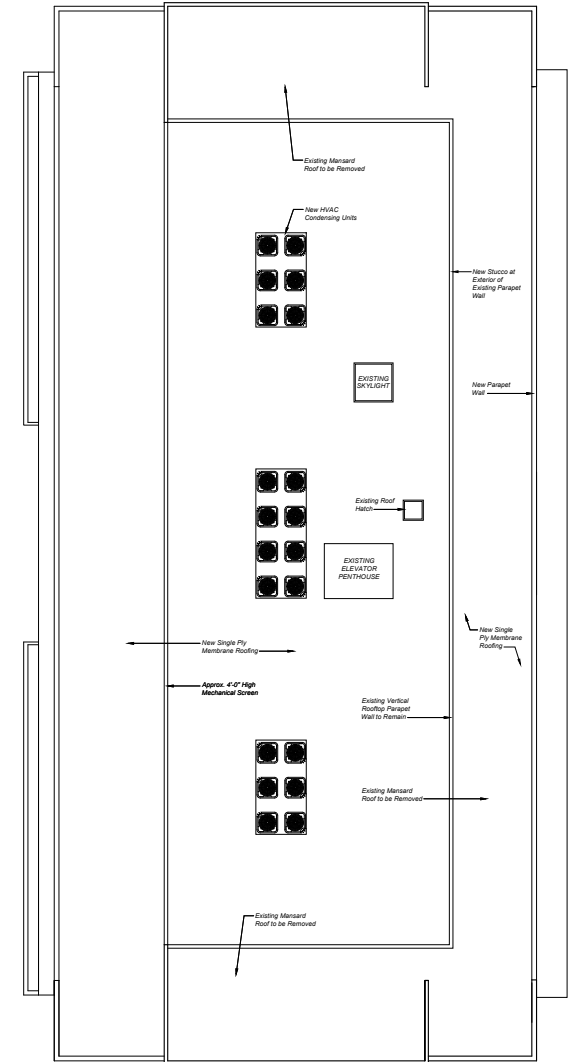 Existing Mansard
Roof to be Removed
New HVAC
Condensing Units
New Stucco at
Exterior of
Existing Parapet
Wall
EXISTING
SKYLIGHT
New Parapet
Wall
Existing Roof
Hatch
EXISTING
ELEVATOR
PENTHOUSE
New Single Ply
Membrane Roofing
New Single
Ply Membrane
Roofing
Approx. 4'-0" High
Mechanical Screen
Existing Vertical
Rooftop Parapet
Wall to Remain
Existing Mansard
Roof to be Removed
Existing Mansard
Roof to be Removed